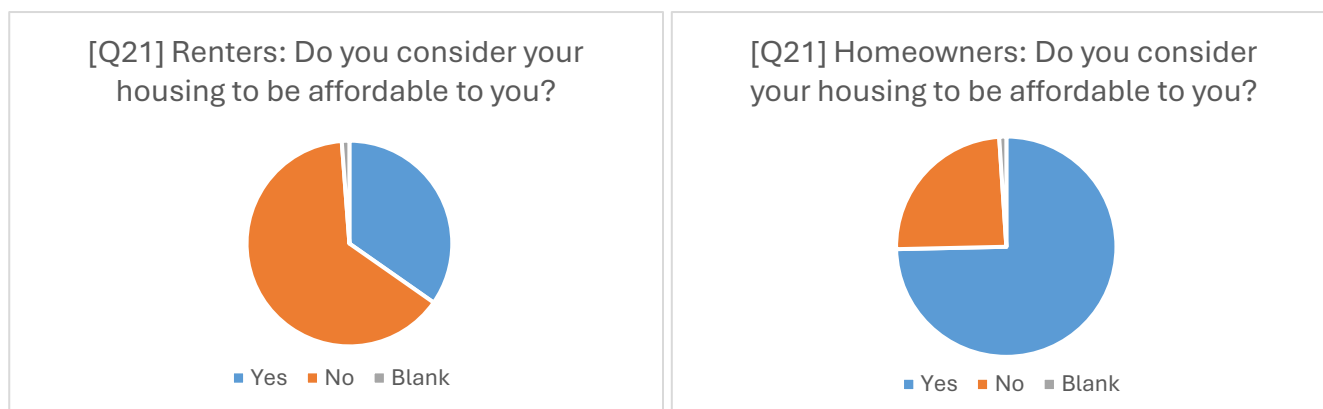 [Q21] Renters: Do you consider your
housing to be affordable to you?
Yes No Blank
[Q21] Homeowners: Do you consider
your housing to be affordable to you?
Yes No Blank